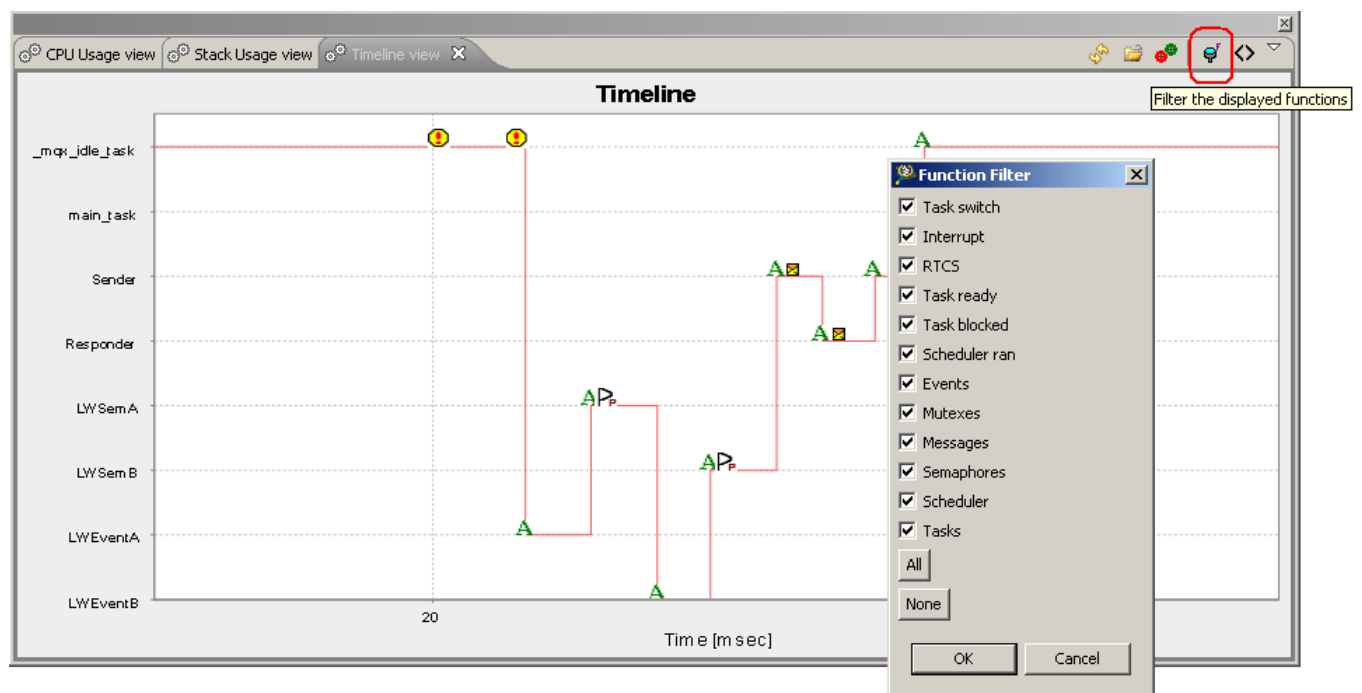 CPU Usage view Stack Usage view Timeline view
Filter the displayed functions
Timeline
_mqx_idle_task
main_task
Sender
Responder
LWSemA
LWSemB
LWEventA
LWEventB
A
A
A
A
A
A P
A P
A
A
20
Time [msec]
Function Filter
Task switch
Interrupt
RTCS
Task ready
Task blocked
Scheduler ran
Events
Mutexes
Messages
Semaphores
Scheduler
Tasks
All
None
OK Cancel